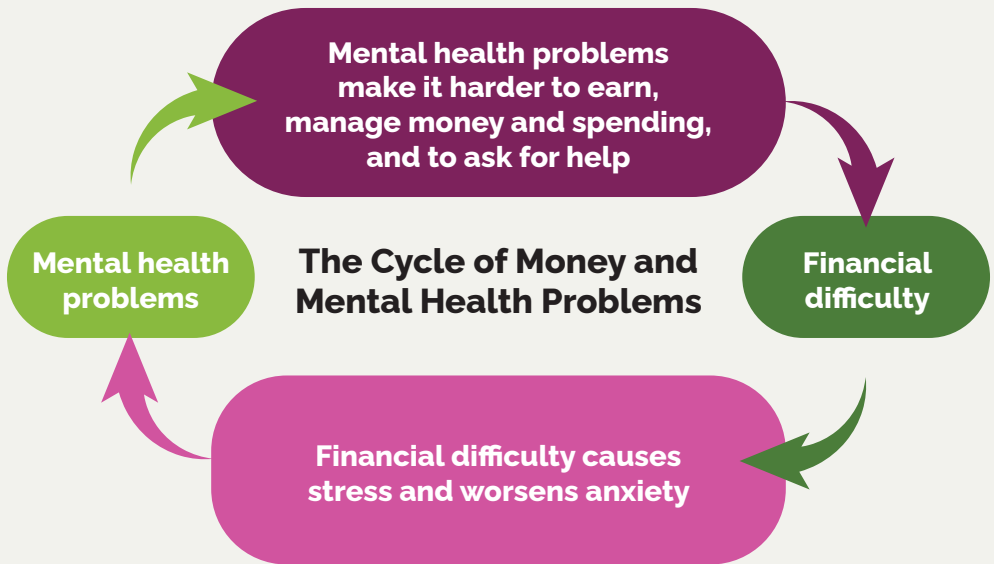 Mental health problems
make it harder to earn,
manage money and spending,
and to ask for help
Mental health
problems
The Cycle of Money and
Mental Health Problems
Financial
difficulty
Financial difficulty causes
stress and worsens anxiety